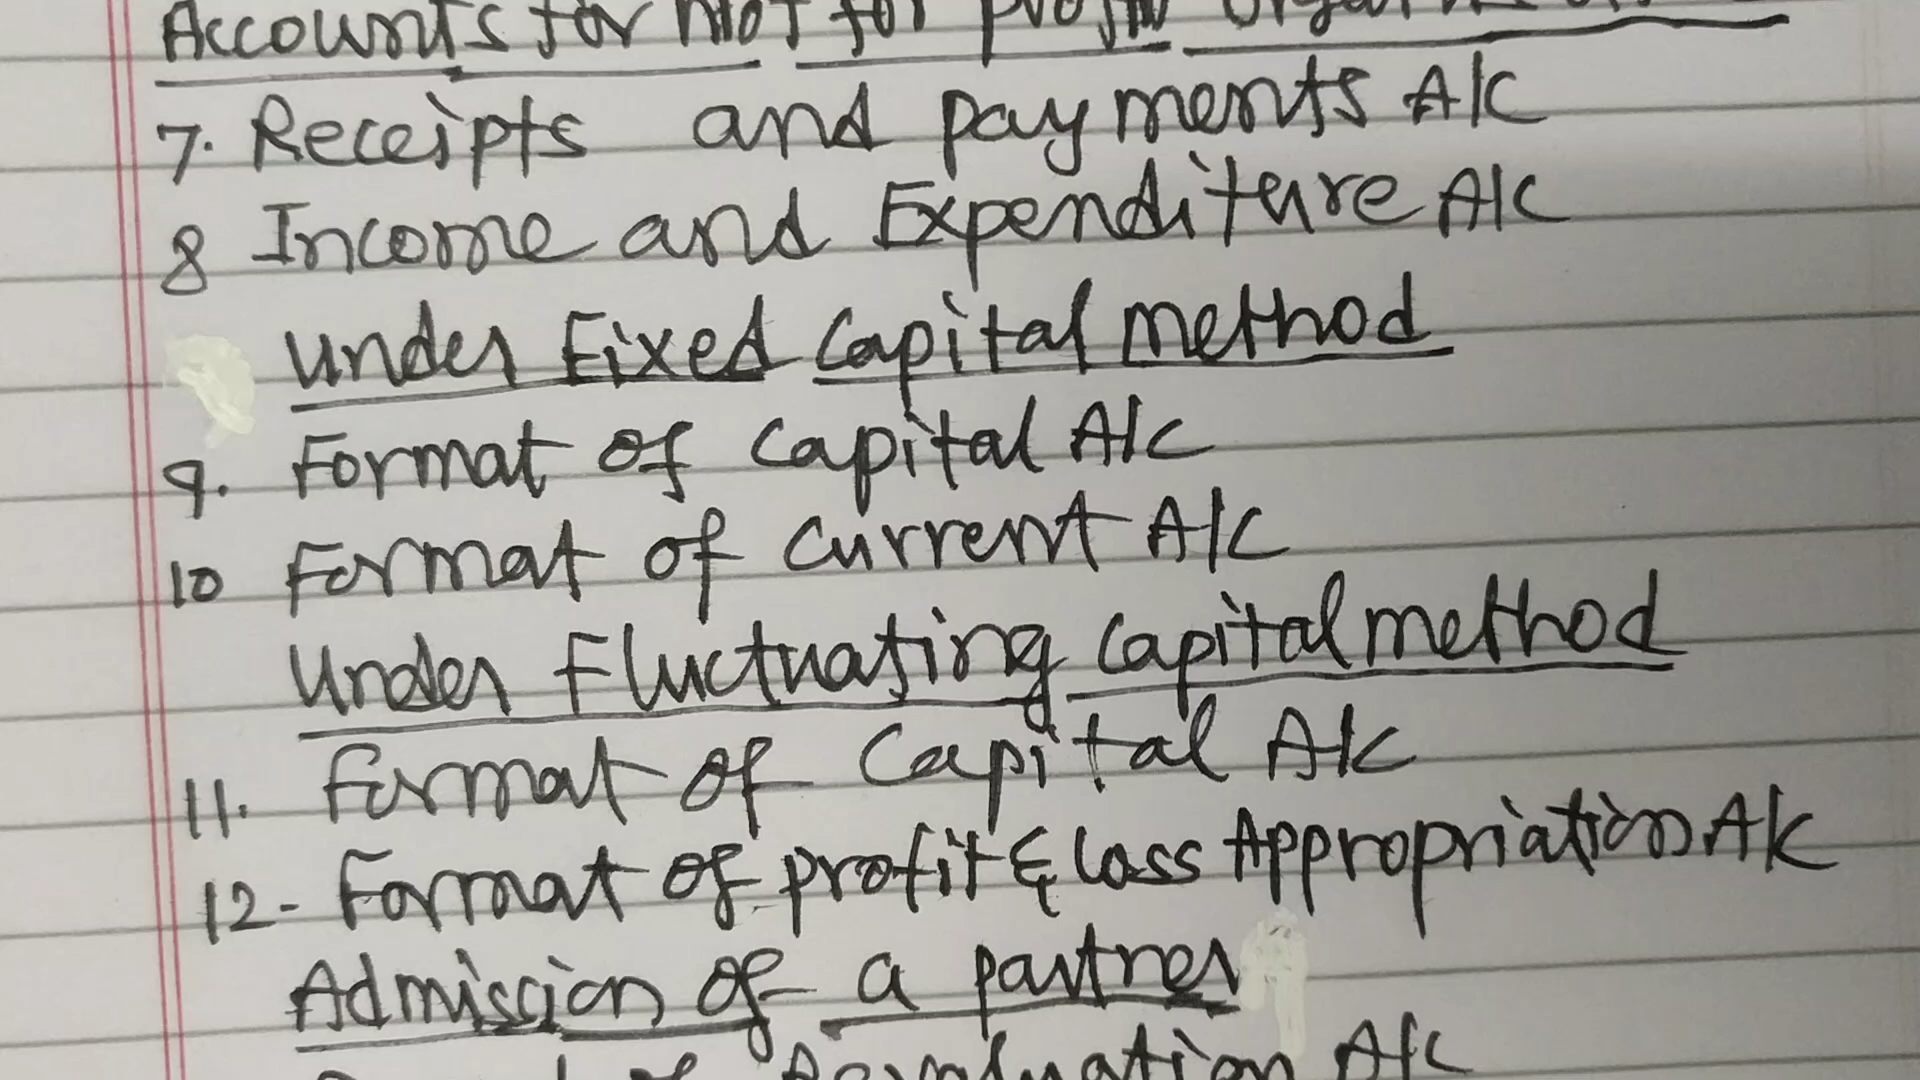 Accounts for Not for profit Organisation
7. Receipts and payments A/C
8 Income and Expenditure A/C
under Fixed Capital method
9. Format of Capital A/C
10 Format of Current A/C
Under Fluctuating Capital method
11. Format of Capital A/C
12- Format of profit & Loss Appropriation A/C
Admission of a partner
Revaluation A/C